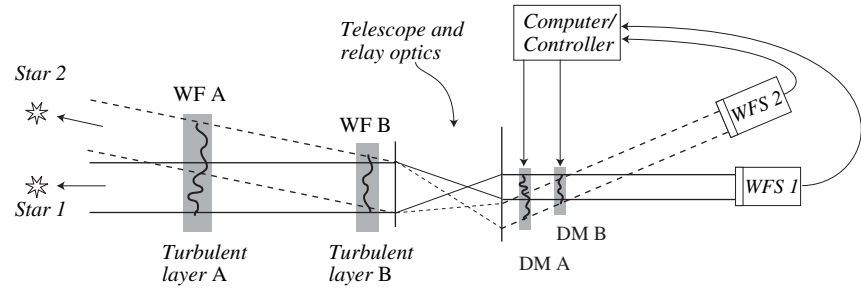 Computer/
Controller
Telescope and
relay optics
Star 2
WF A
WF B
WFS 2
WFS 1
Star 1
Turbulent
layer A
Turbulent
layer B
DM A
DM B